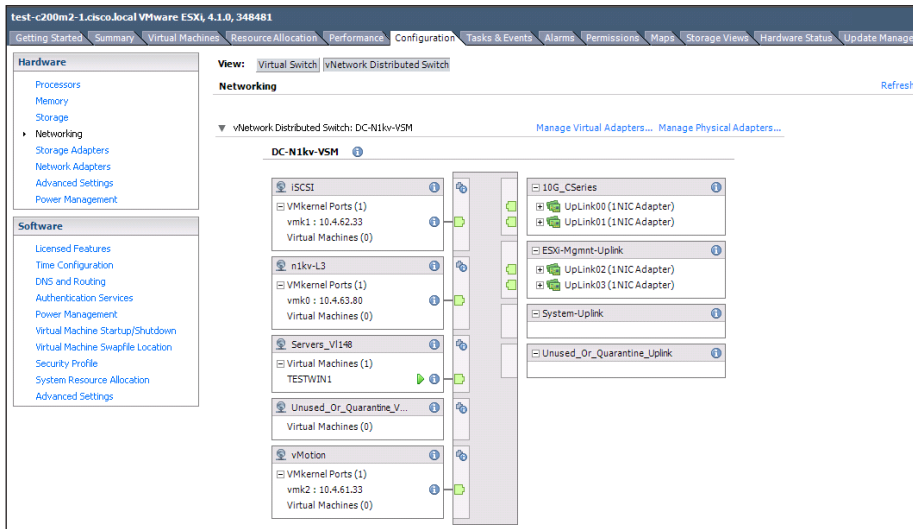 test-c200m2-1.cisco.local VMware ESXi, 4.1.0, 348481
Getting Started Summary Virtual Machines Resource Allocation Performance Configuration Tasks & Events Alarms Permissions Maps Storage Views Hardware Status Update Manage
Hardware
Processors
Memory
Storage
Networking
Storage Adapters
Network Adapters
Advanced Settings
Power Management
Software
Licensed Features
Time Configuration
DNS and Routing
Authentication Services
Power Management
Virtual Machine Startup/Shutdown
Virtual Machine Swapfile Location
Security Profile
System Resource Allocation
Advanced Settings
View: Virtual Switch vNetwork Distributed Switch
Networking
Refresh
vNetwork Distributed Switch: DC-N1kv-VSM
Manage Virtual Adapters... Manage Physical Adapters...
DC-N1kv-VSM
iSCSI
VMkernel Ports (1)
vmk1 : 10.4.62.33
Virtual Machines (0)
n1kv-L3
VMkernel Ports (1)
vmk0 : 10.4.63.80
Virtual Machines (0)
Servers_Vl148
Virtual Machines (1)
TESTWIN1
Unused_Or_Quarantine_V...
Virtual Machines (0)
vMotion
VMkernel Ports (1)
vmk2 : 10.4.61.33
Virtual Machines (0)
10G_CSeries
UpLink00 (1 NIC Adapter)
UpLink01 (1 NIC Adapter)
ESXi-Mgmnt-Uplink
UpLink02 (1 NIC Adapter)
UpLink03 (1 NIC Adapter)
System-Uplink
Unused_Or_Quarantine_Uplink